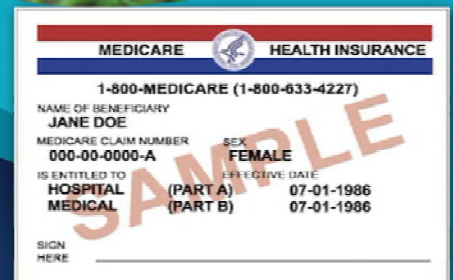 MEDICARE HEALTH INSURANCE
1-800-MEDICARE (1-800-633-4227)
NAME OF BENEFICIARY
JANE DOE
MEDICARE CLAIM NUMBER SEX
000-00-0000-A FEMALE
IS ENTITLED TO EFFECTIVE DATE
HOSPITAL (PART A) 07-01-1986
MEDICAL (PART B) 07-01-1986
SIGN
HERE
SAMPLE